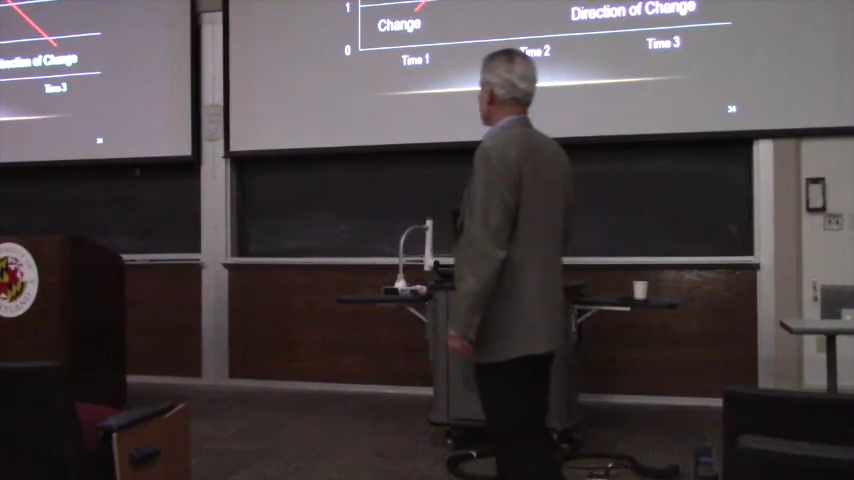 Direction of Change
Time 3
34
1
Change
Direction of Change
0
Time 1
Time 2
Time 3
34